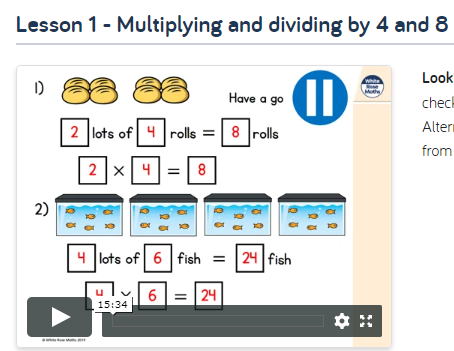 Lesson 1 - Multiplying and dividing by 4 and 8
1)
Have a go
White Rose Maths
2 lots of 4 rolls = 8 rolls
2 × 4 = 8
2)
4 lots of 6 fish = 24 fish
4 × 6 = 24
15:34
© White Rose Maths 2019
Look
check
Alter
from